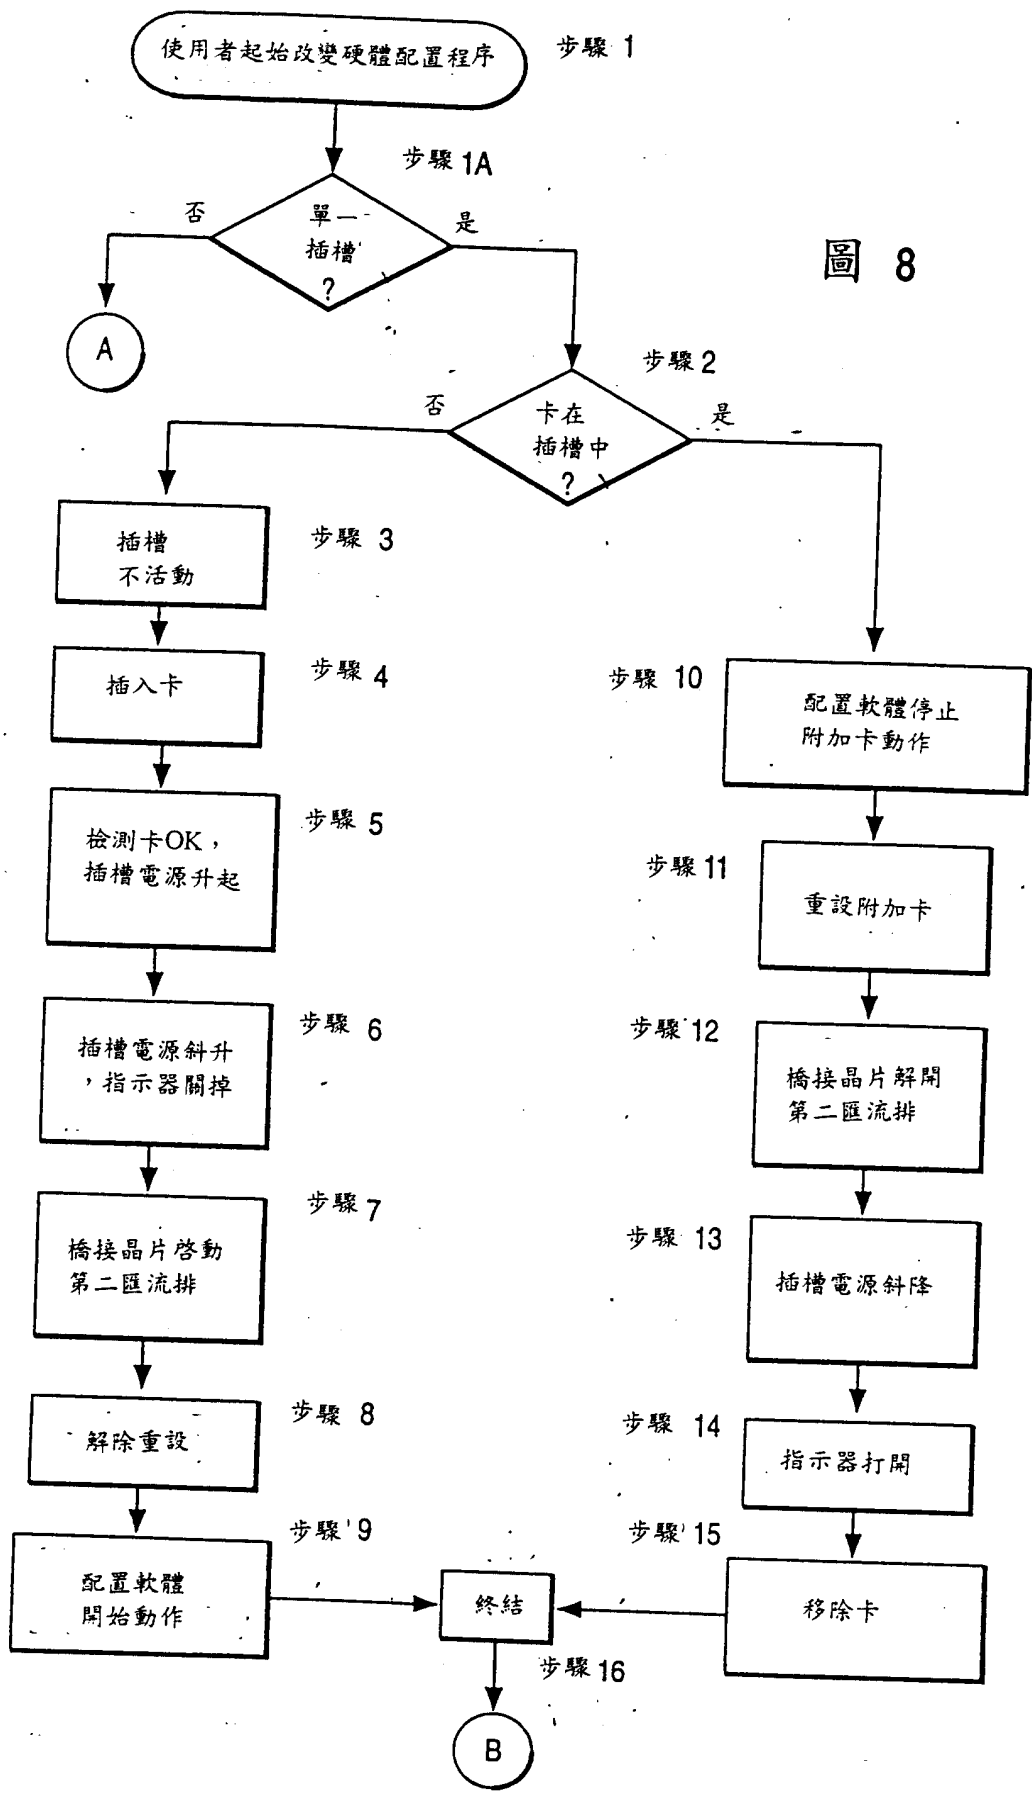 使用者起始改變硬體配置程序
步驟 1
步驟 1A
單一
插槽
?
否
是
圖 8
A
步驟 2
卡在
插槽中
?
否
是
插槽
不活動
步驟 3
插入卡
步驟 4
檢測卡OK，
插槽電源升起
步驟 5
插槽電源斜升
，指示器關掉
步驟 6
橋接晶片啓動
第二匯流排
步驟 7
解除重設
步驟 8
配置軟體
開始動作
步驟 9
步驟 10
配置軟體停止
附加卡動作
步驟 11
重設附加卡
步驟 12
橋接晶片解開
第二匯流排
步驟 13
插槽電源斜降
步驟 14
指示器打開
步驟 15
移除卡
終結
步驟 16
B